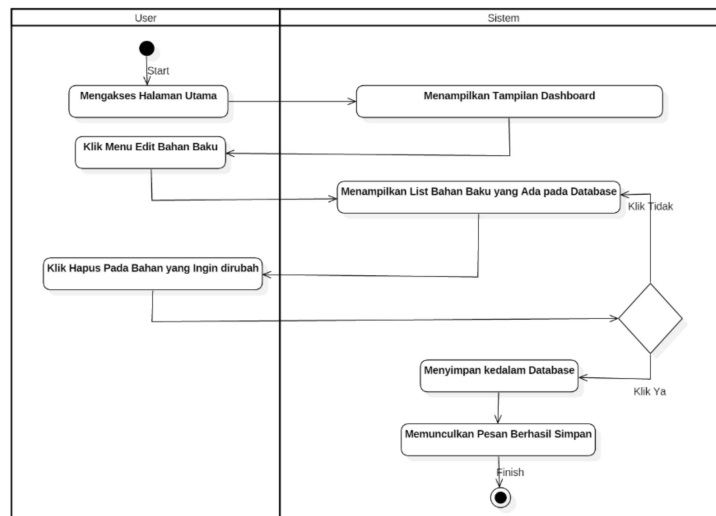 User
Sistem
Start
Mengakses Halaman Utama
Menampilkan Tampilan Dashboard
Klik Menu Edit Bahan Baku
Menampilkan List Bahan Baku yang Ada pada Database
Klik Tidak
Klik Hapus Pada Bahan yang Ingin dirubah
Menyimpan kedalam Database
Klik Ya
Memunculkan Pesan Berhasil Simpan
Finish